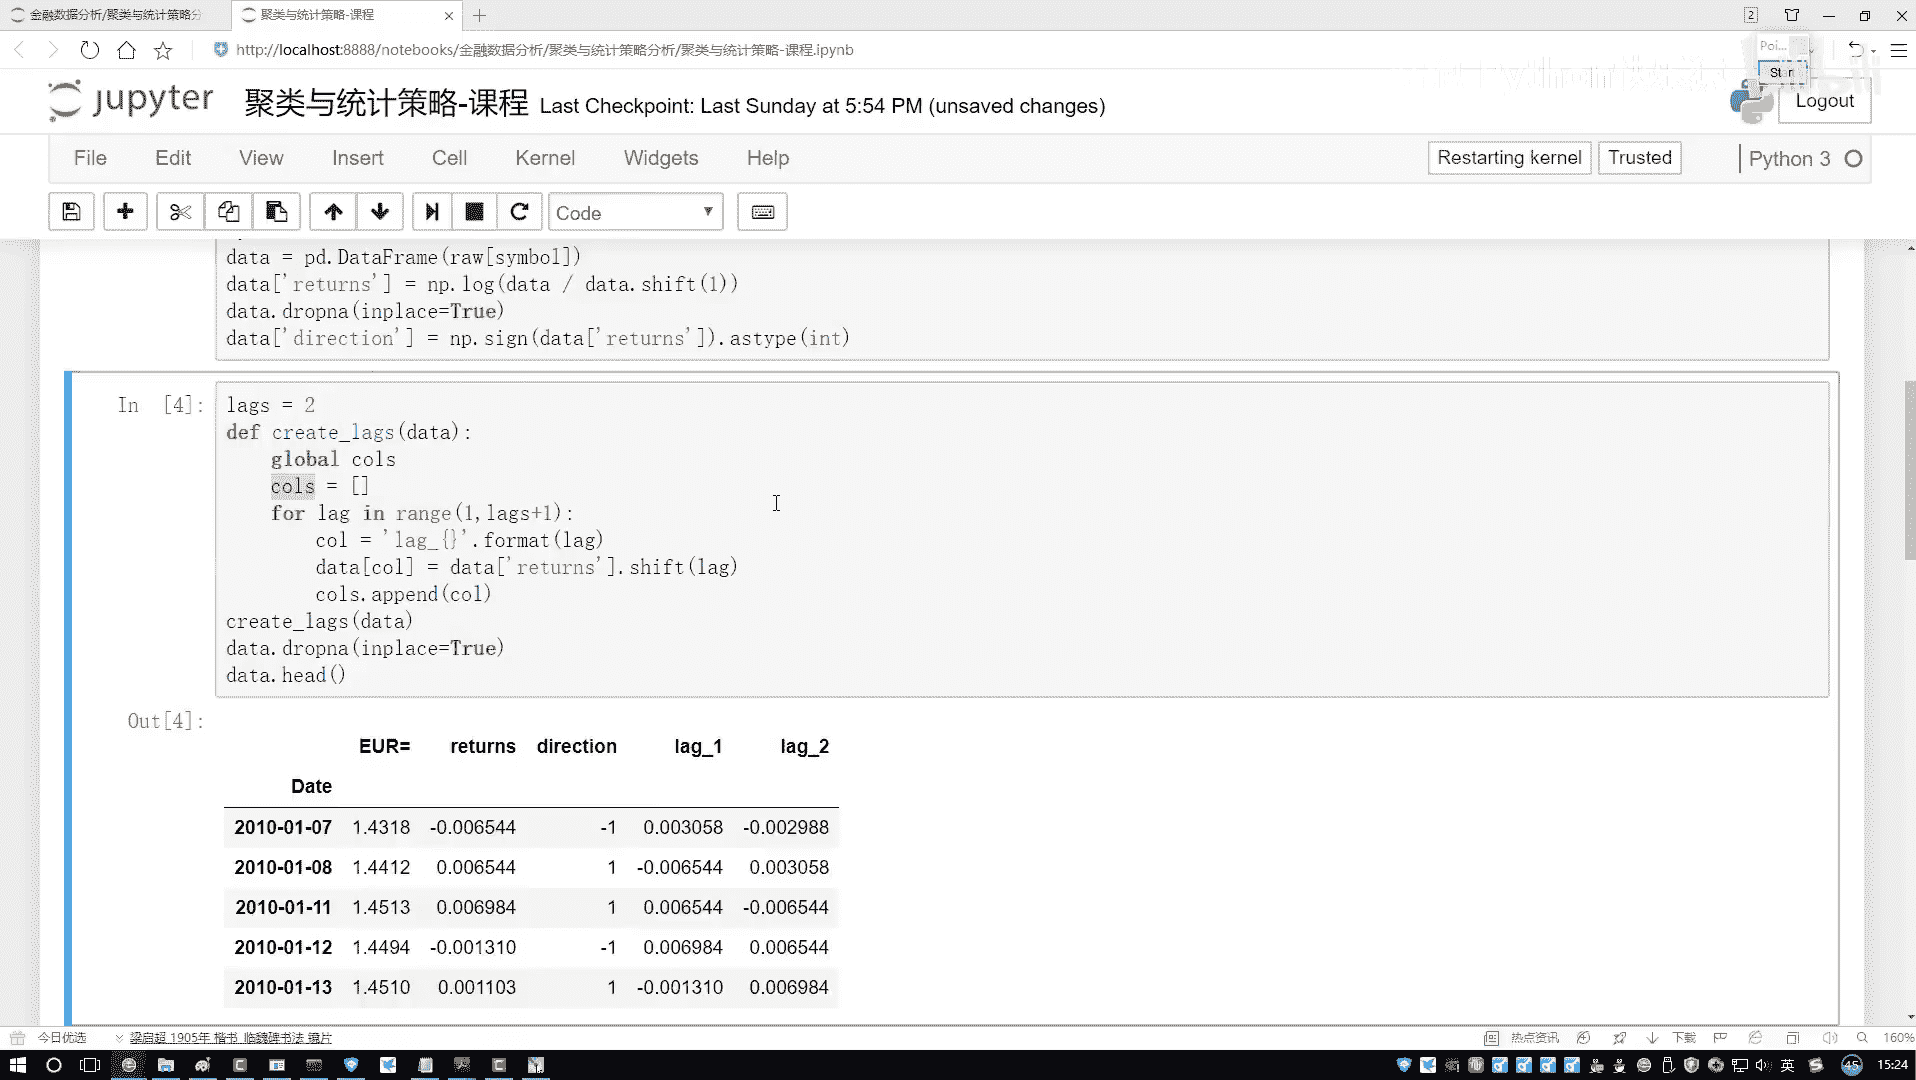 金融数据分析/聚类与统计策略分
聚类与统计策略-课程
2
http://localhost:8888/notebooks/金融数据分析/聚类与统计策略分析/聚类与统计策略-课程.ipynb
Poi...
Start
jupyter
聚类与统计策略-课程 Last Checkpoint: Last Sunday at 5:54 PM (unsaved changes)
Logout
File Edit View Insert Cell Kernel Widgets Help
Restarting kernel Trusted Python 3
Code
data = pd.DataFrame(raw[symbol])
data['returns'] = np.log(data / data.shift(1))
data.dropna(inplace=True)
data['direction'] = np.sign(data['returns']).astype(int)
In [4]:
lags = 2
def create_lags(data):
    global cols
    cols = []
    for lag in range(1,lags+1):
        col = 'lag_{}'.format(lag)
        data[col] = data['returns'].shift(lag)
        cols.append(col)
create_lags(data)
data.dropna(inplace=True)
data.head()
Out[4]:
EUR= returns direction lag_1 lag_2
Date
2010-01-07 1.4318 -0.006544 -1 0.003058 -0.002988
2010-01-08 1.4412 0.006544 1 -0.006544 0.003058
2010-01-11 1.4513 0.006984 1 0.006544 -0.006544
2010-01-12 1.4494 -0.001310 -1 0.006984 0.006544
2010-01-13 1.4510 0.001103 1 -0.001310 0.006984
今日优选 梁启超 1905年 楷书 临魏碑书法 镜片 热点资讯 下载 160%
英 45 15:24